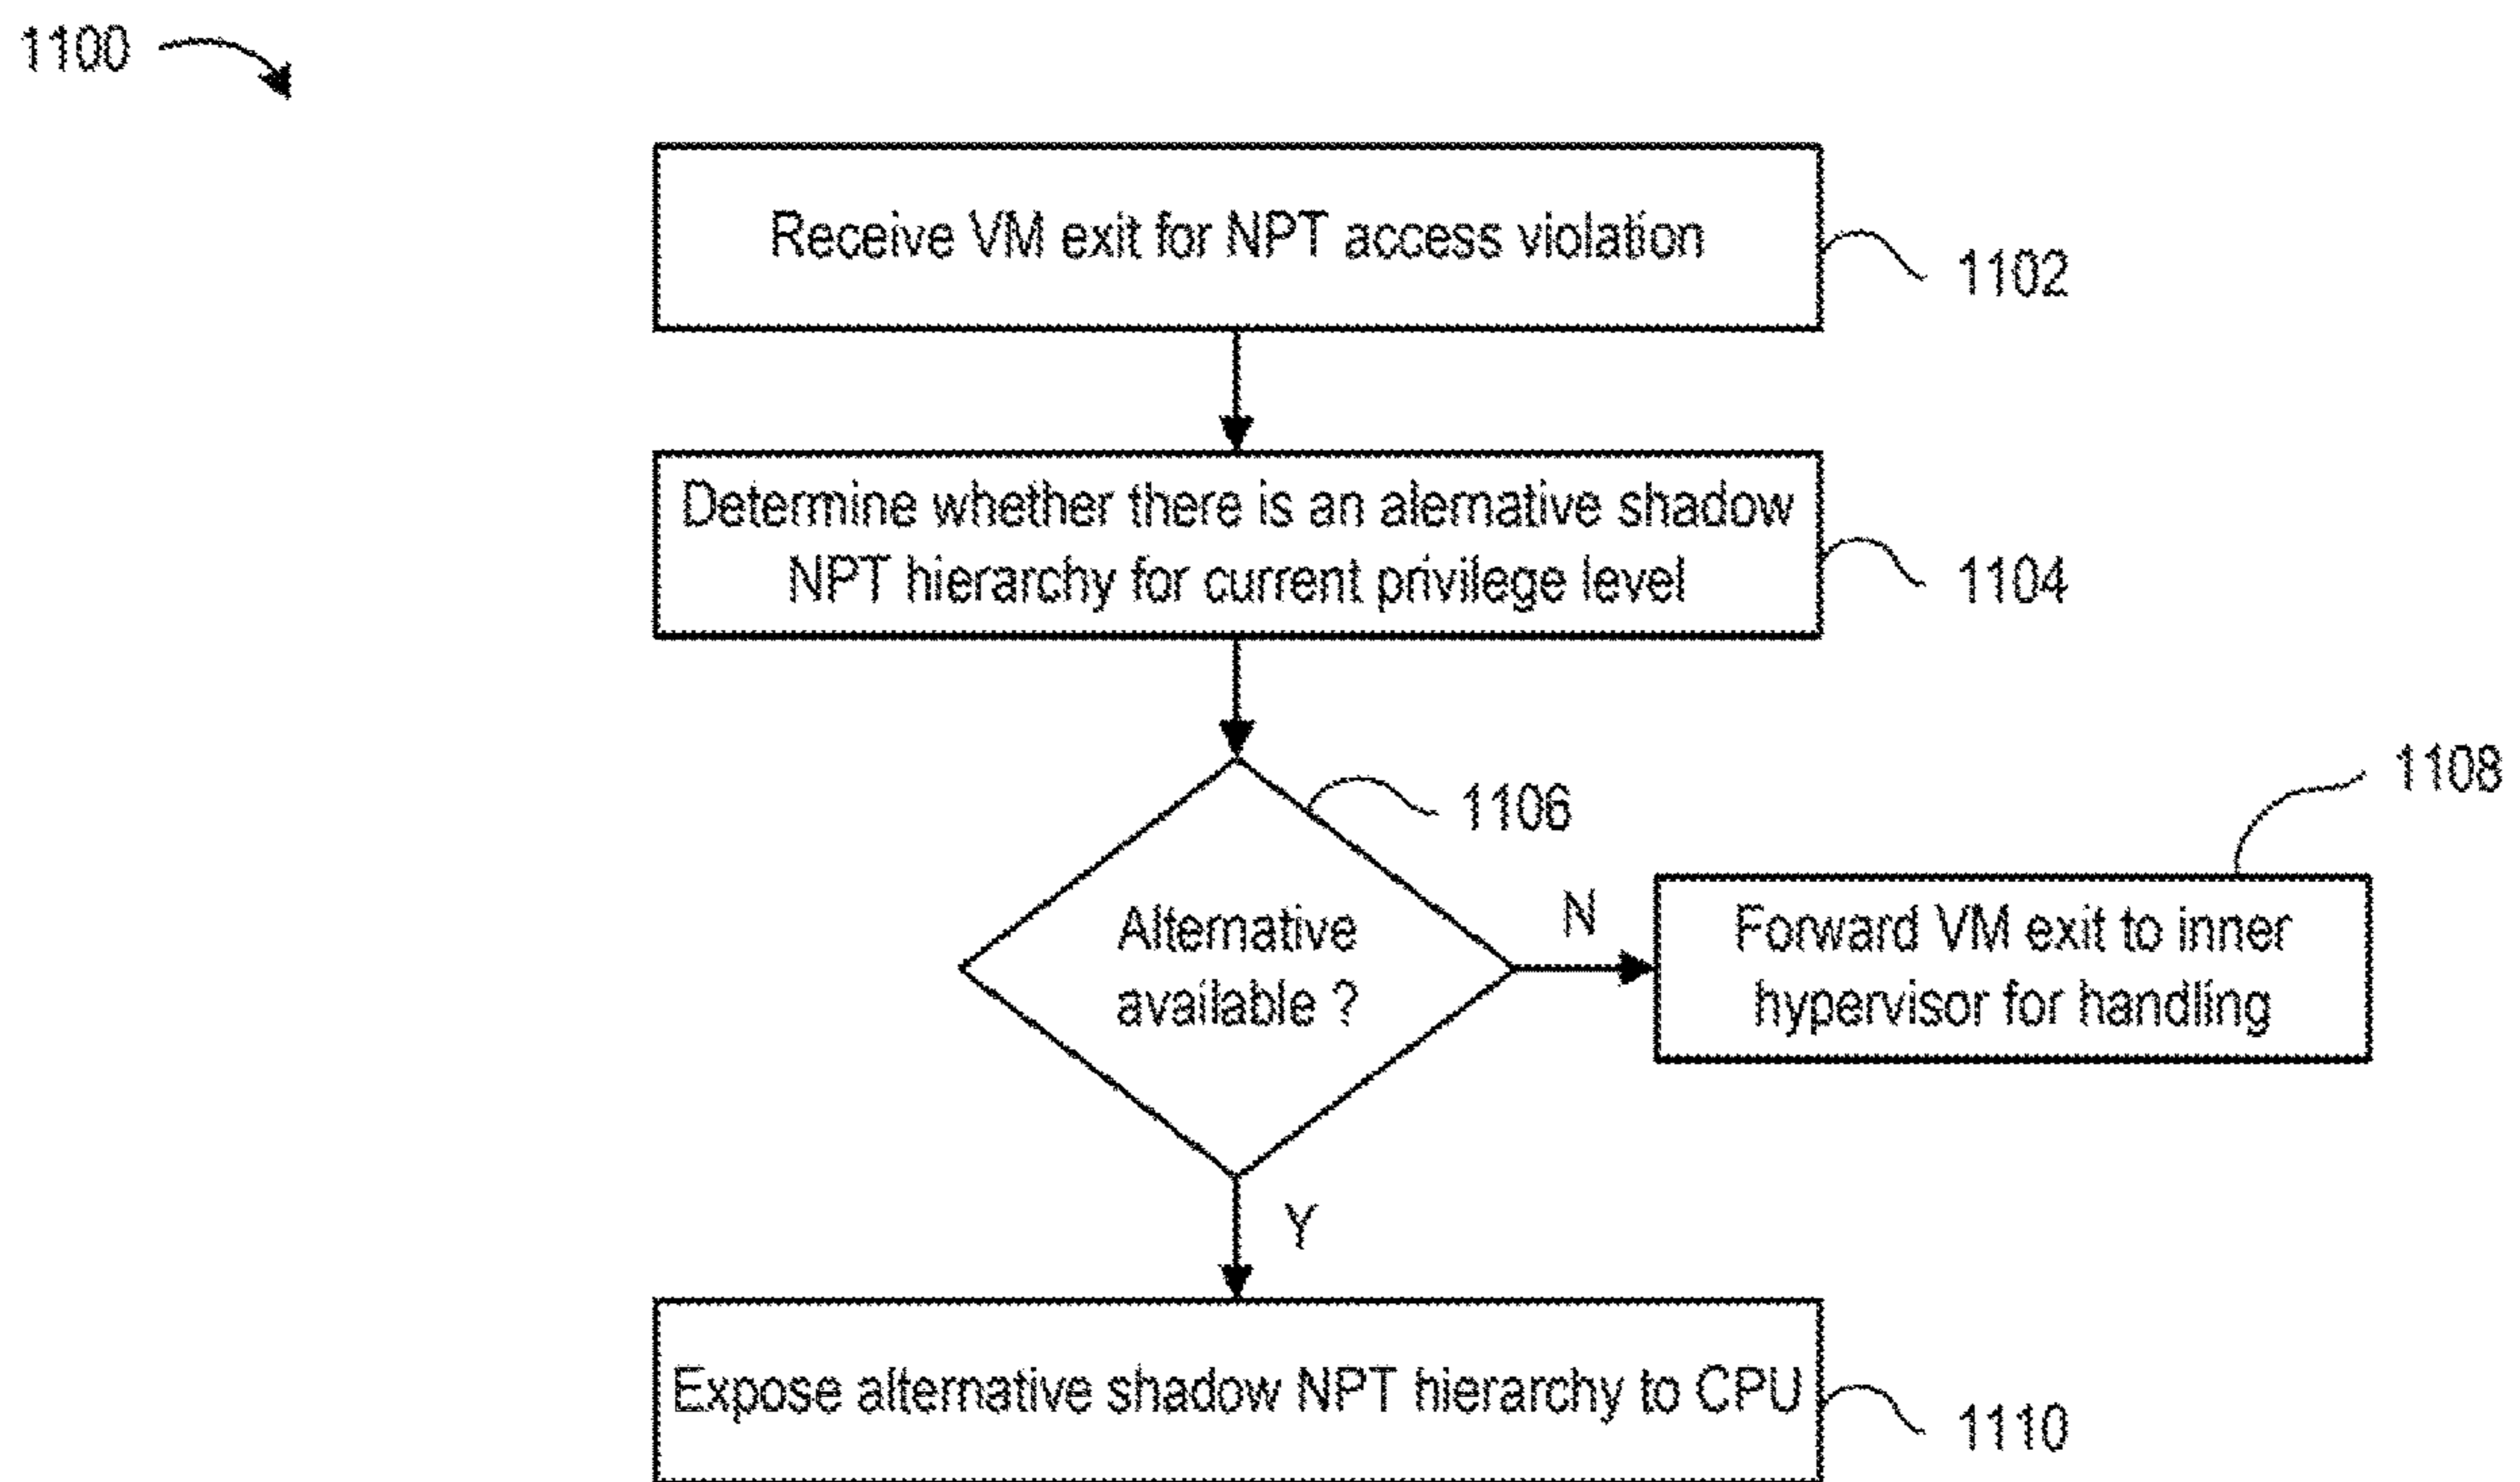 1100
Receive VM exit for NPT access violation
1102
Determine whether there is an alernative shadow
NPT hierarchy for current privilege level
1104
1106
1108
Alternative
available ?
N
Forward VM exit to inner
hypervisor for handling
Y
Expose alternative shadow NPT hierarchy to CPU
1110